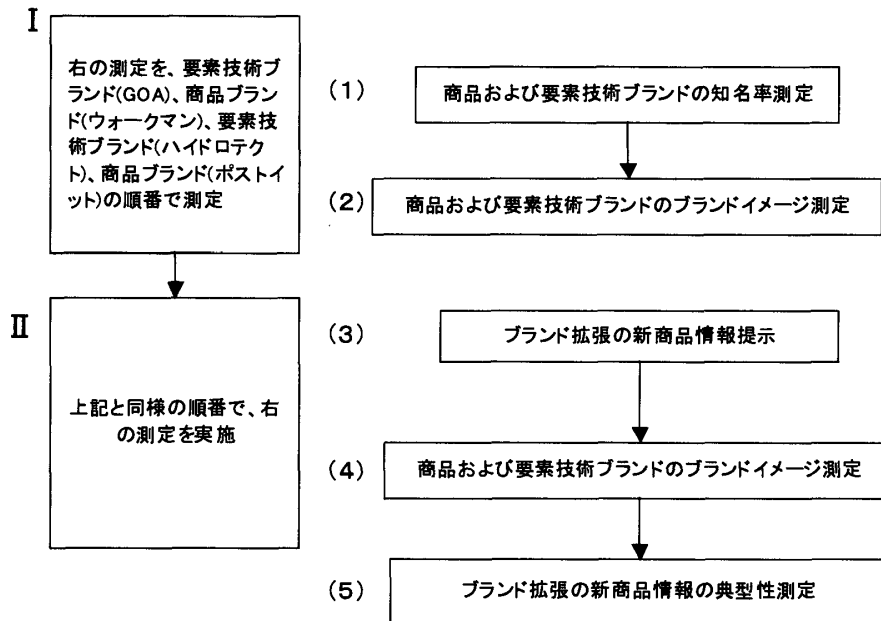 I
右の測定を、要素技術ブ
ランド(GOA)、商品ブラン
ド(ウォークマン)、要素技
術ブランド(ハイドロテク
ト)、商品ブランド(ポストイ
ット)の順番で測定
(1)
商品および要素技術ブランドの知名率測定
(2)
商品および要素技術ブランドのブランドイメージ測定
II
上記と同様の順番で、右
の測定を実施
(3)
ブランド拡張の新商品情報提示
(4)
商品および要素技術ブランドのブランドイメージ測定
(5)
ブランド拡張の新商品情報の典型性測定